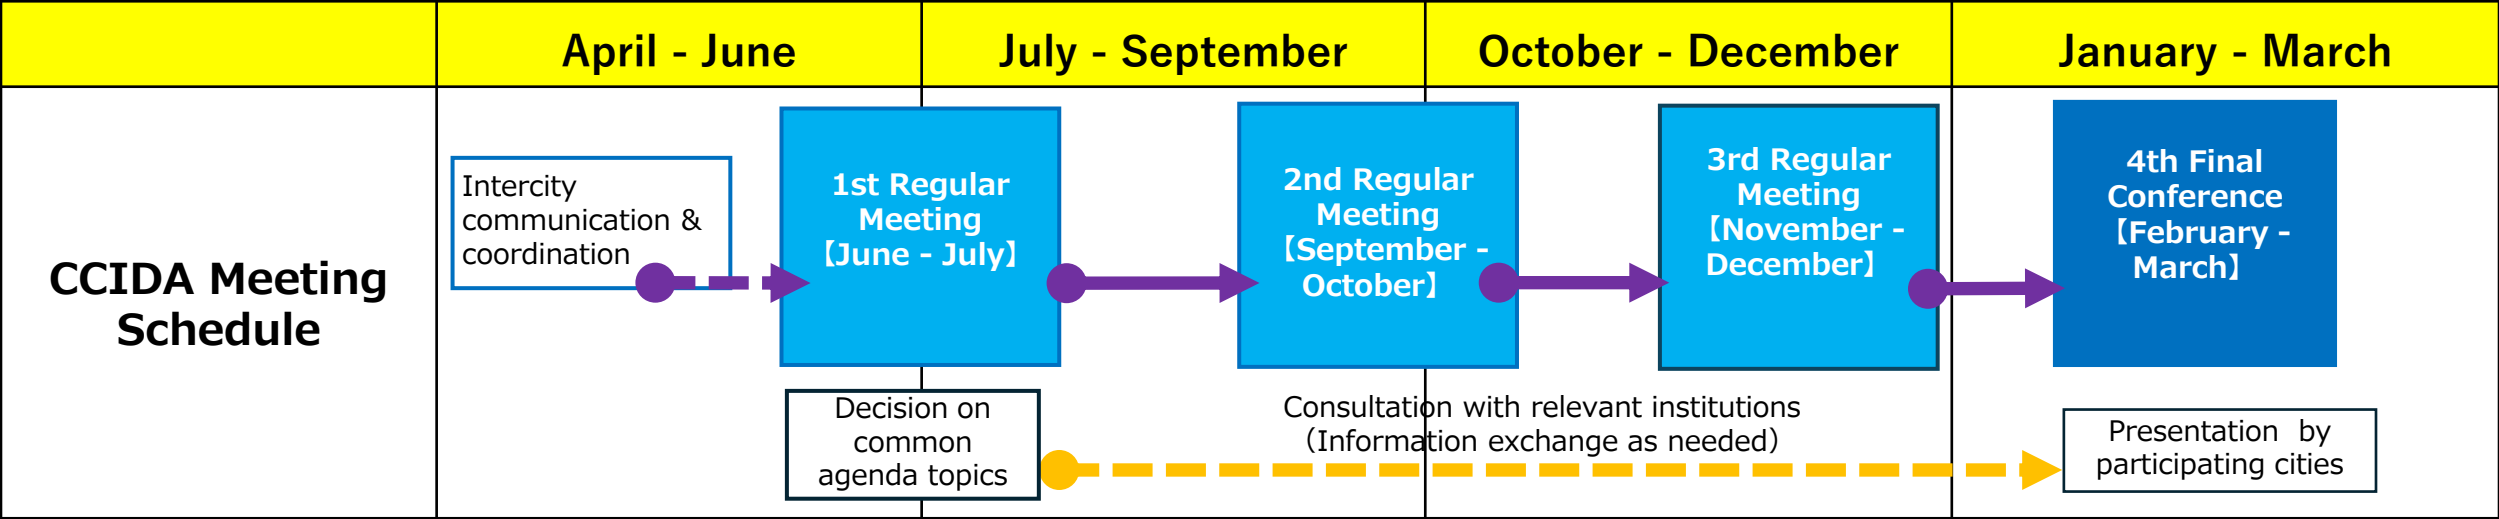 April - June
July - September
October - December
January - March
CCIDA Meeting
Schedule
Intercity
communication &
coordination
1st Regular
Meeting
【June – July】
2nd Regular
Meeting
【September –
October】
3rd Regular
Meeting
【November –
December】
4th Final
Conference
【February –
March】
Decision on
common
agenda topics
Consultation with relevant institutions
（Information exchange as needed）
Presentation by
participating cities